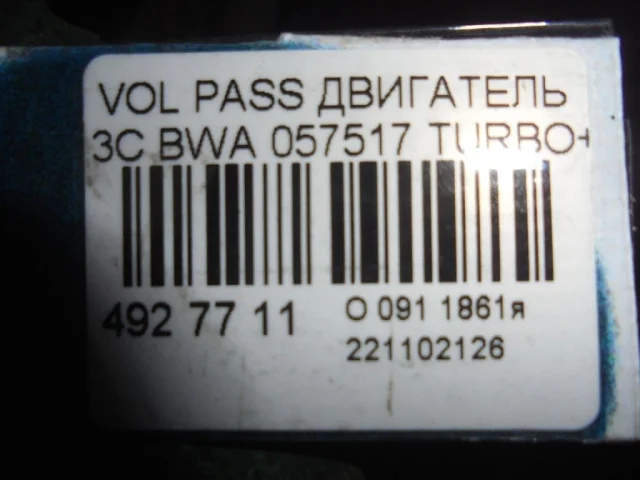 VOL PASS ДВИГАТЕЛЬ
3C BWA 057517 TURBO+
492 77 11
O 091 1861я
221102126